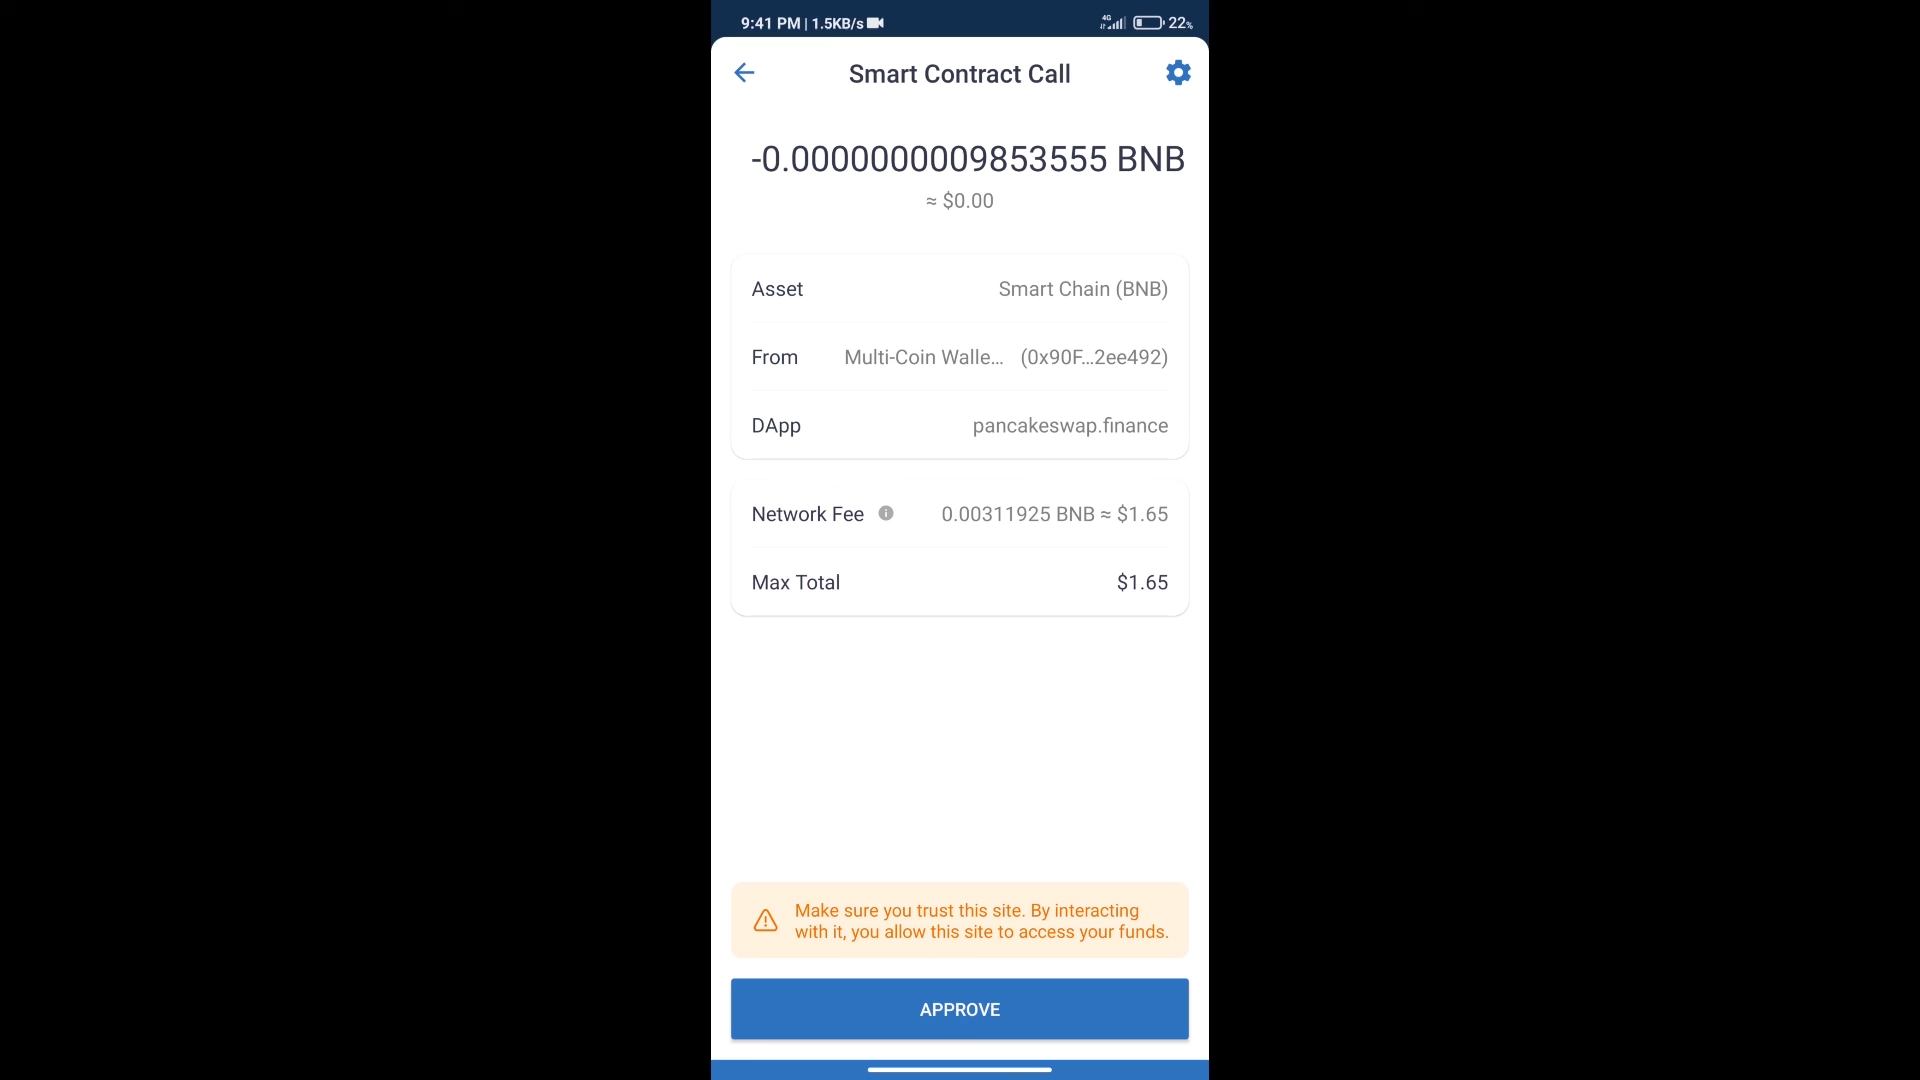 9:41 PM | 1.5KB/s 4G 22%
Smart Contract Call
-0.0000000009853555 BNB
≈ $0.00
Asset Smart Chain (BNB)
From Multi-Coin Walle... (0x90F...2ee492)
DApp pancakeswap.finance
Network Fee 0.00311925 BNB ≈ $1.65
Max Total $1.65
Make sure you trust this site. By interacting
with it, you allow this site to access your funds.
APPROVE